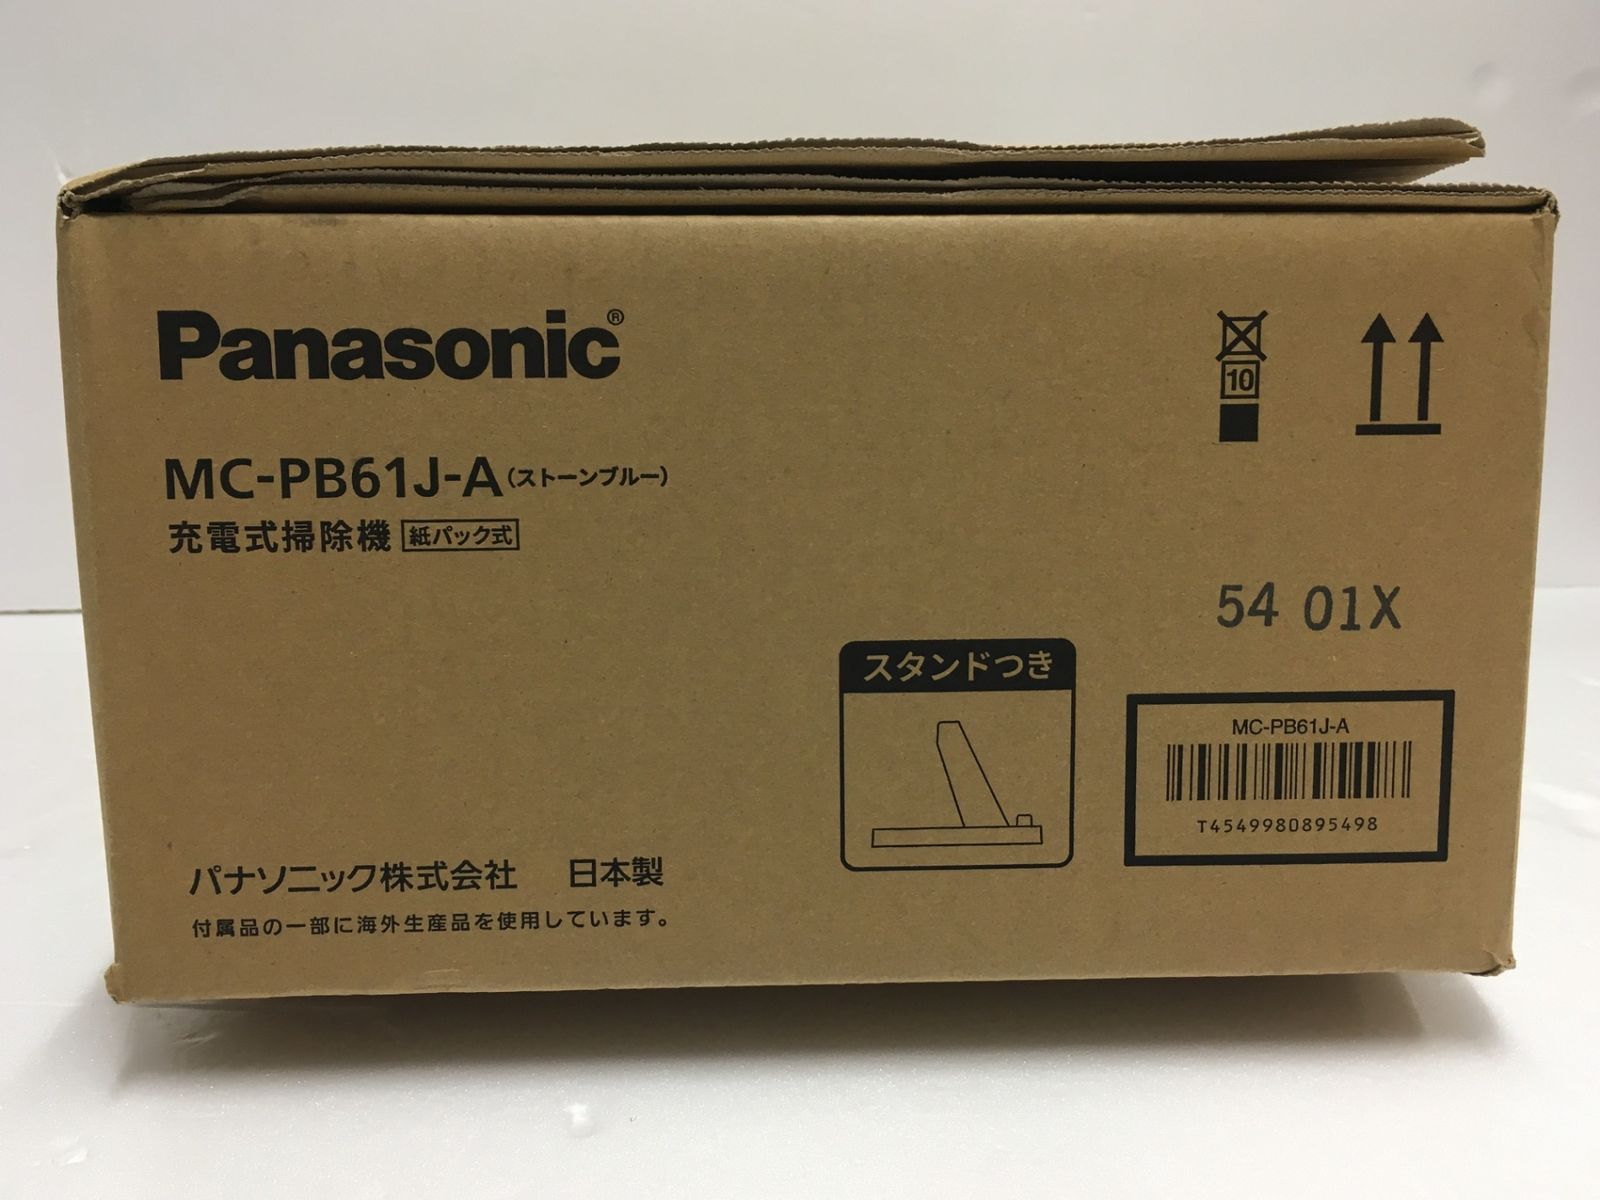 Panasonic®
MC-PB61J-A(ストーンブルー)
充電式掃除機 紙パック式
10
54 01X
スタンドつき
MC-PB61J-A
T4549980895498
パナソニック株式会社 日本製
付属品の一部に海外生産品を使用しています。